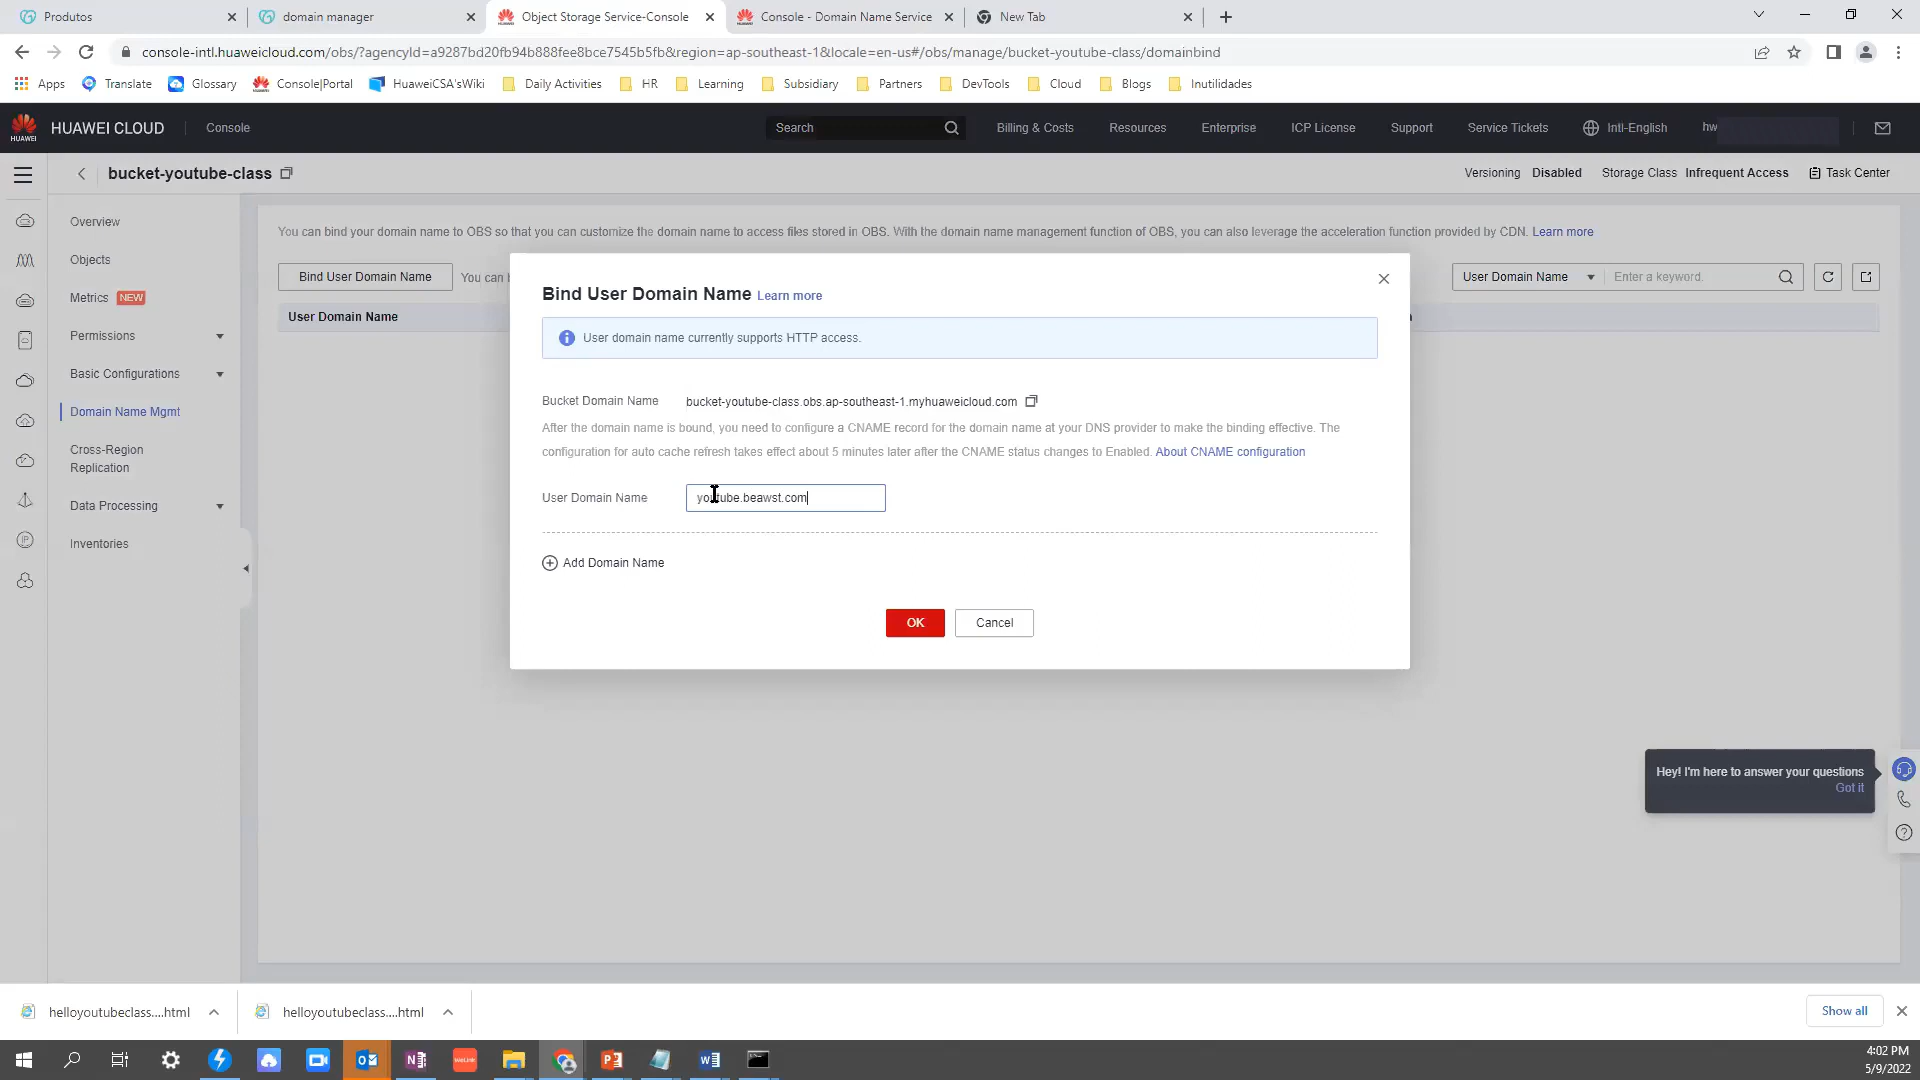 Produtos
domain manager
Object Storage Service-Console
Console - Domain Name Service
New Tab
console-intl.huaweicloud.com/obs/?agencyId=a9287bd20fb94b888fee8bce7545b5fb&region=ap-southeast-1&locale=en-us#/obs/manage/bucket-youtube-class/domainbind
Apps
Translate
Glossary
Console|Portal
HuaweiCSA'sWiki
Daily Activities
HR
Learning
Subsidiary
Partners
DevTools
Cloud
Blogs
Inutilidades
HUAWEI
HUAWEI CLOUD
Console
Search
Billing & Costs
Resources
Enterprise
ICP License
Support
Service Tickets
Intl-English
hw
bucket-youtube-class
Versioning Disabled
Storage Class Infrequent Access
Task Center
Overview
Objects
Metrics NEW
Permissions
Basic Configurations
Domain Name Mgmt
Cross-Region
Replication
Data Processing
Inventories
You can bind your domain name to OBS so that you can customize the domain name to access files stored in OBS. With the domain name management function of OBS, you can also leverage the acceleration function provided by CDN. Learn more
Bind User Domain Name
You can
User Domain Name
Enter a keyword.
User Domain Name
Bind User Domain Name Learn more
User domain name currently supports HTTP access.
Bucket Domain Name
bucket-youtube-class.obs.ap-southeast-1.myhuaweicloud.com
After the domain name is bound, you need to configure a CNAME record for the domain name at your DNS provider to make the binding effective. The
configuration for auto cache refresh takes effect about 5 minutes later after the CNAME status changes to Enabled. About CNAME configuration
User Domain Name
youtube.beawst.com
Add Domain Name
OK
Cancel
Hey! I'm here to answer your questions
Got it
helloyoutubeclass....html
helloyoutubeclass....html
Show all
4:02 PM
5/9/2022